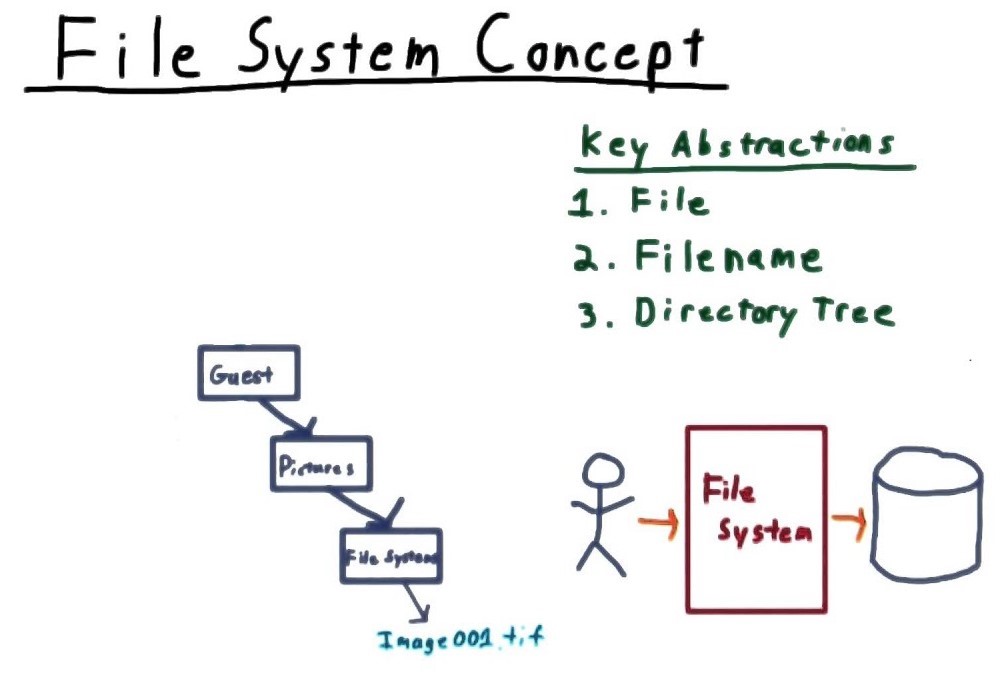 File System Concept
Key Abstractions
1. File
2. Filename
3. Directory Tree
Guest
Pictures
File System
Image001.tif
File
System